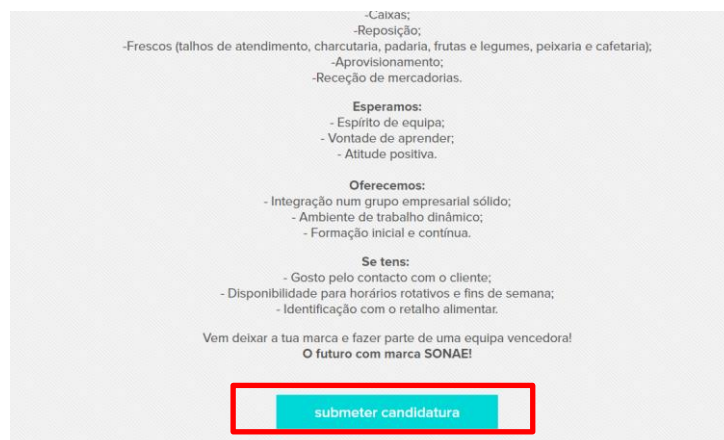 -Caixas;
-Reposição;
-Frescos (talhos de atendimento, charcutaria, padaria, frutas e legumes, peixaria e cafetaria);
-Aprovisionamento;
-Receção de mercadorias.
Esperamos:
- Espírito de equipa;
- Vontade de aprender;
- Atitude positiva.
Oferecemos:
- Integração num grupo empresarial sólido;
- Ambiente de trabalho dinâmico;
- Formação inicial e contínua.
Se tens:
- Gosto pelo contacto com o cliente;
- Disponibilidade para horários rotativos e fins de semana;
- Identificação com o retalho alimentar.
Vem deixar a tua marca e fazer parte de uma equipa vencedora!
O futuro com marca SONAE!
submeter candidatura